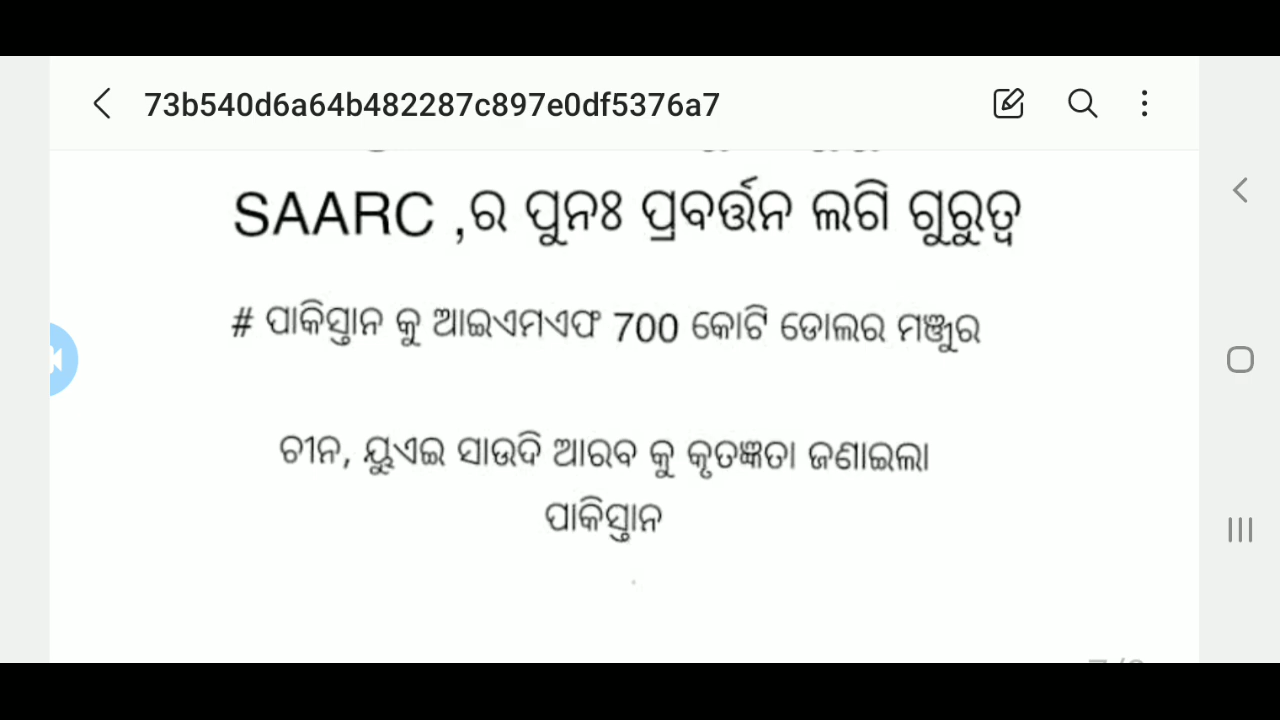 73b540d6a64b482287c897e0df5376a7
SAARC ,ର ପୁନଃ ପ୍ରବର୍ତ୍ତନ ଲଗି ଗୁରୁତ୍ୱ
# ପାକିସ୍ତାନ କୁ ଆଇଏମଏଫ 700 କୋଟି ଡୋଲର ମଞ୍ଜୁର
ଚୀନ, ୟୁଏଇ ସାଉଦି ଆରବ କୁ କୃତଜ୍ଞତା ଜଣାଇଲା
ପାକିସ୍ତାନ